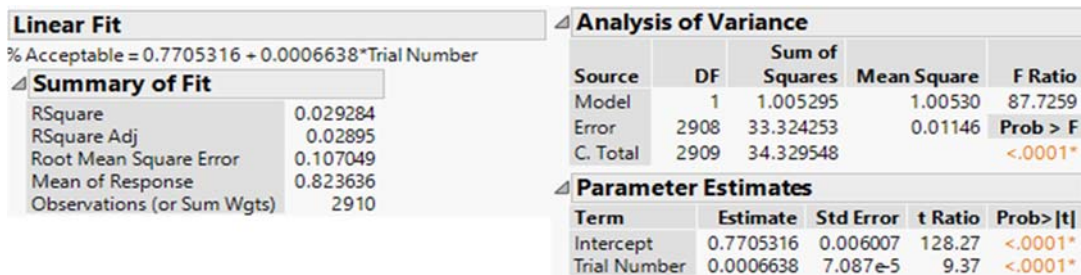 Linear Fit
% Acceptable = 0.7705316 + 0.0006638*Trial Number
Summary of Fit
RSquare 0.029284
RSquare Adj 0.02895
Root Mean Square Error 0.107049
Mean of Response 0.823636
Observations (or Sum Wgts) 2910
Analysis of Variance
Sum of
Source DF Squares Mean Square F Ratio
Model 1 1.005295 1.00530 87.7259
Error 2908 33.324253 0.01146 Prob > F
C. Total 2909 34.329548 <.0001*
Parameter Estimates
Term Estimate Std Error t Ratio Prob>|t|
Intercept 0.7705316 0.006007 128.27 <.0001*
Trial Number 0.0006638 7.087e-5 9.37 <.0001*